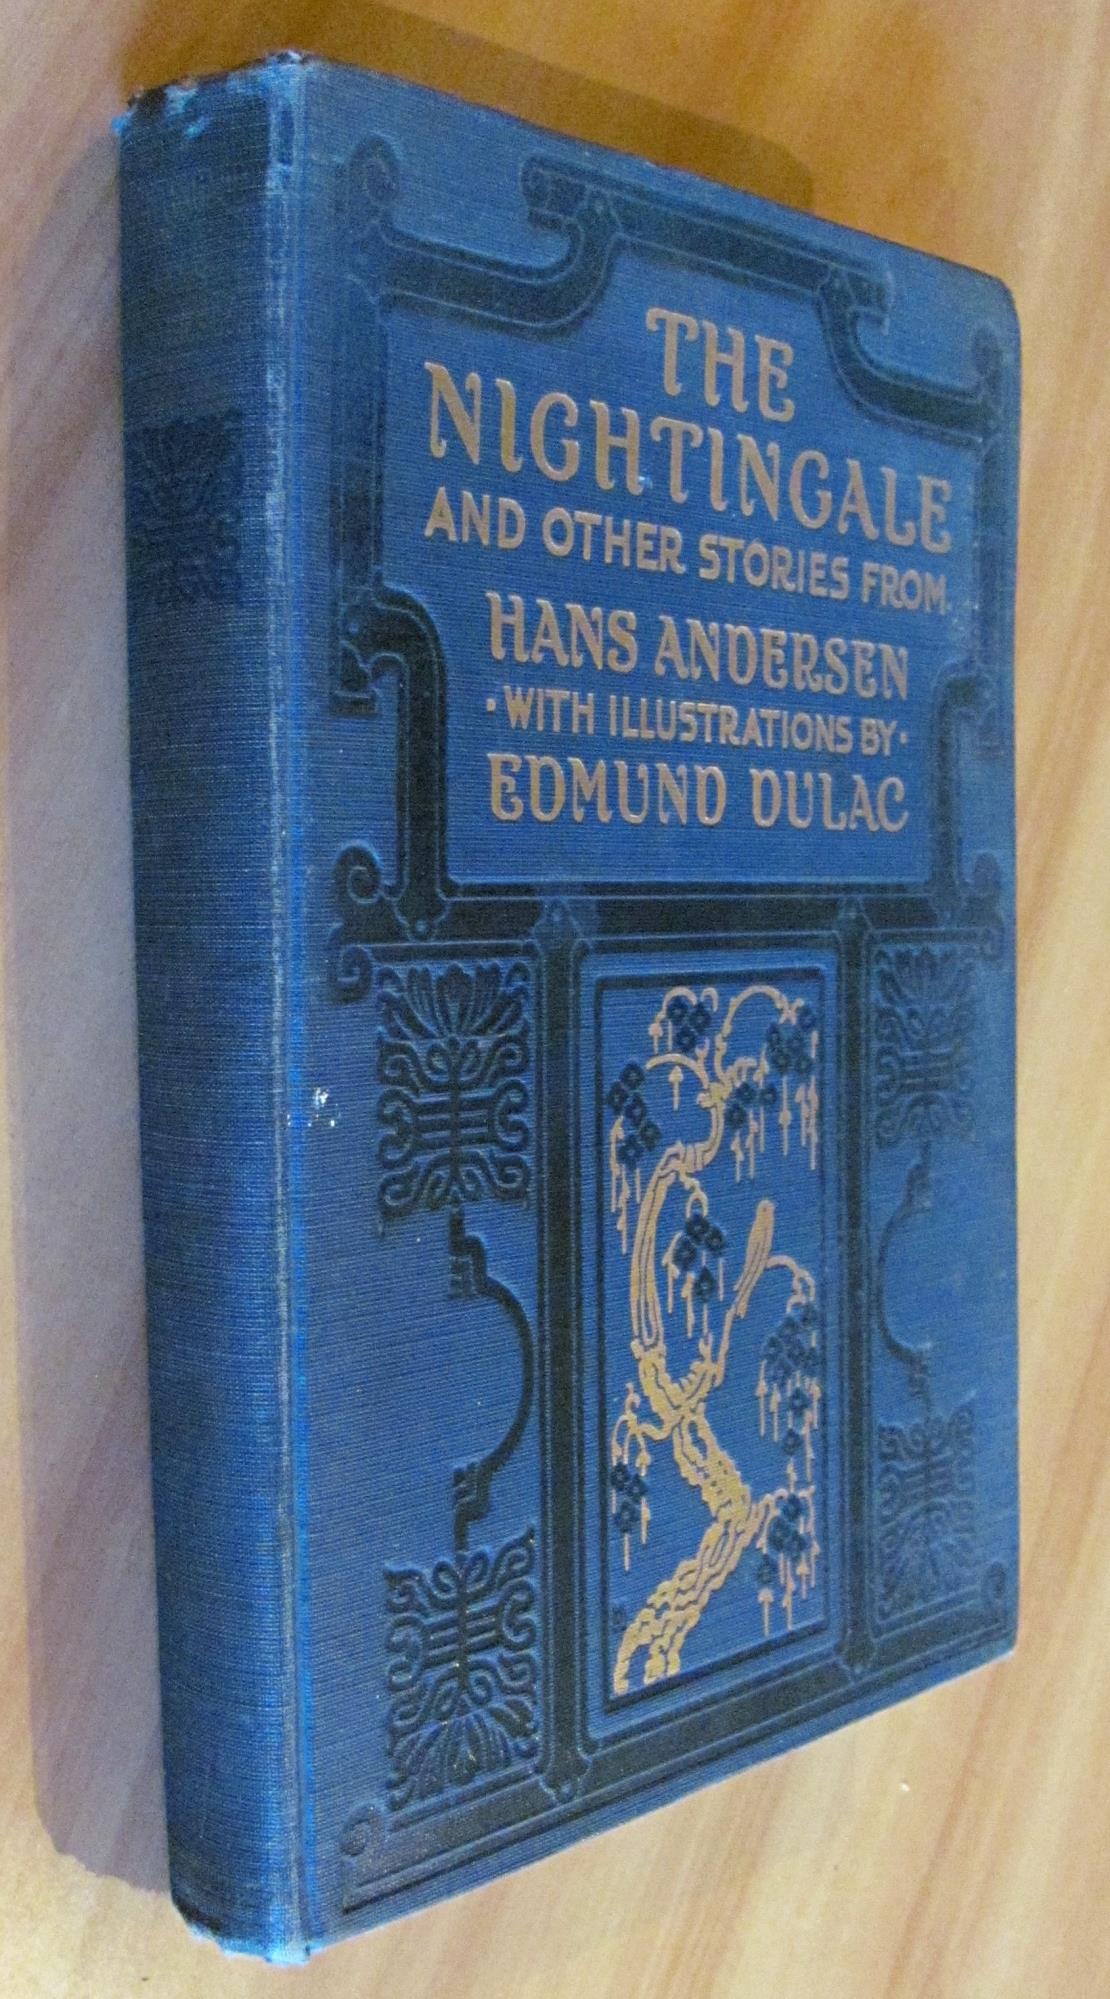 THE
NIGHTINGALE
AND OTHER STORIES FROM
HANS ANDERSEN
·WITH ILLUSTRATIONS BY·
EDMUND DULAC